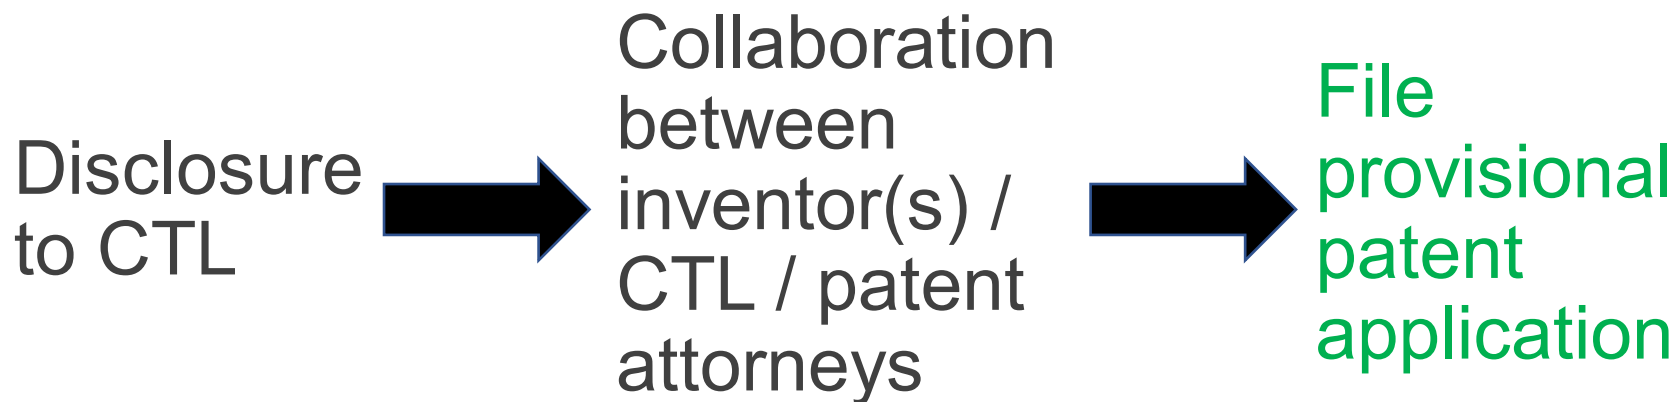 Disclosure
to CTL
Collaboration
between
inventor(s) /
CTL / patent
attorneys
File
provisional
patent
application